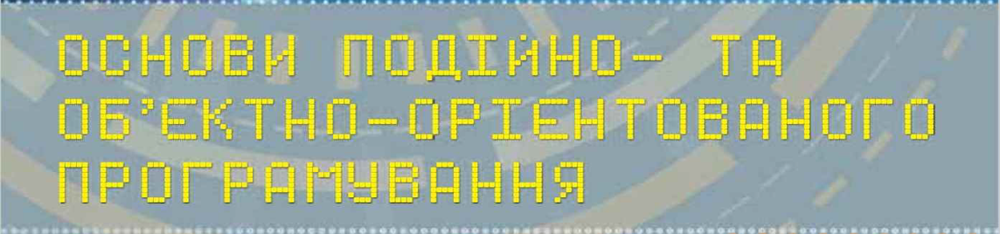 ОСНОВИ ПОДІЙНО- ТА
ОБ’ЄКТНО-ОРІЄНТОВАНОГО
ПРОГРАМУВАННЯ